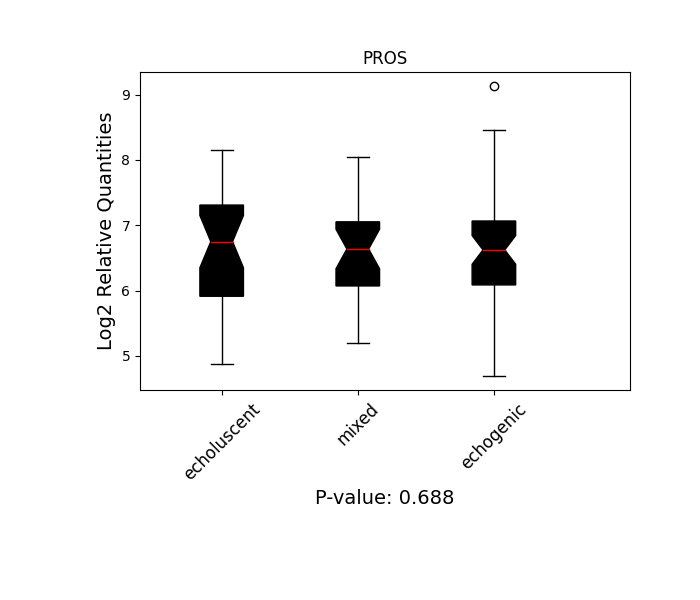 PROS
Log2 Relative Quantities
9
8
7
6
5
echoluscent
mixed
echogenic
P-value: 0.688